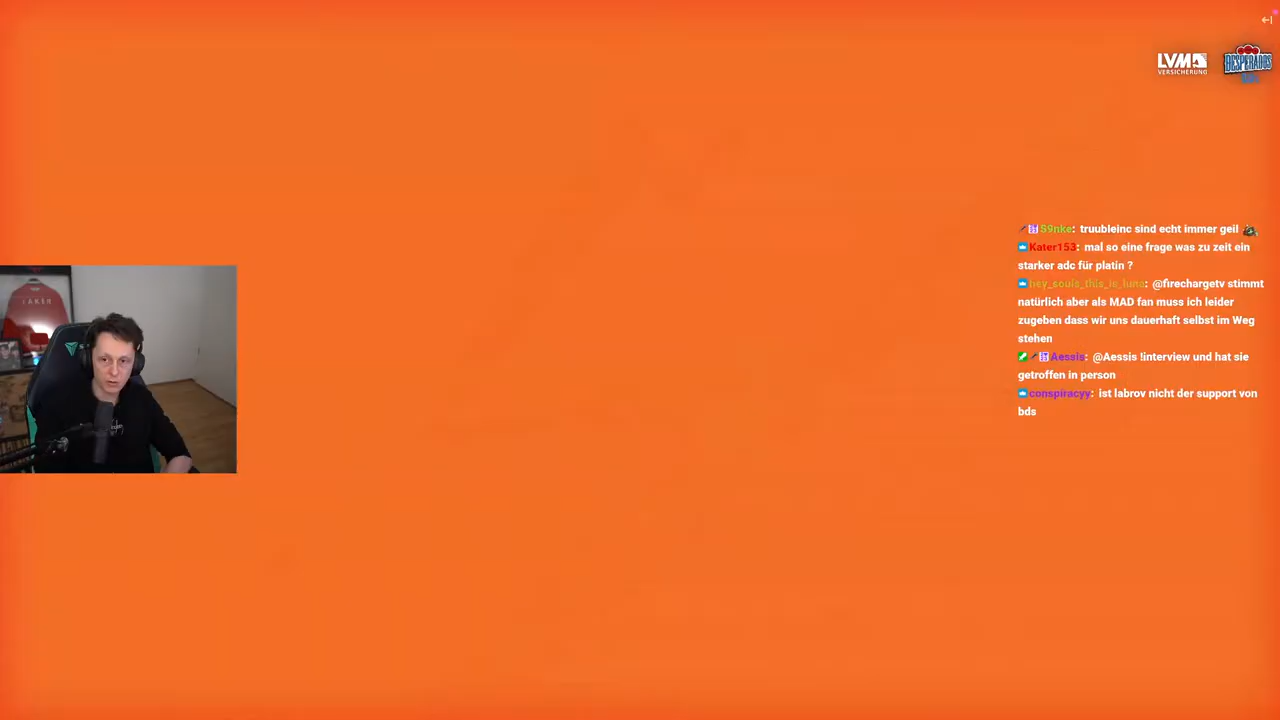 LVM
VERSICHERUNG
DESPERADOS
S9nke: truubleinc sind echt immer geil
Kater153: mal so eine frage was zu zeit ein
starker adc für platin ?
hey_souls_this_is_luna: @firechargetv stimmt
natürlich aber als MAD fan muss ich leider
zugeben dass wir uns dauerhaft selbst im Weg
stehen
Aessis: @Aessis !interview und hat sie
getroffen in person
conspiracyy: ist labrov nicht der support von
bds
FAKER